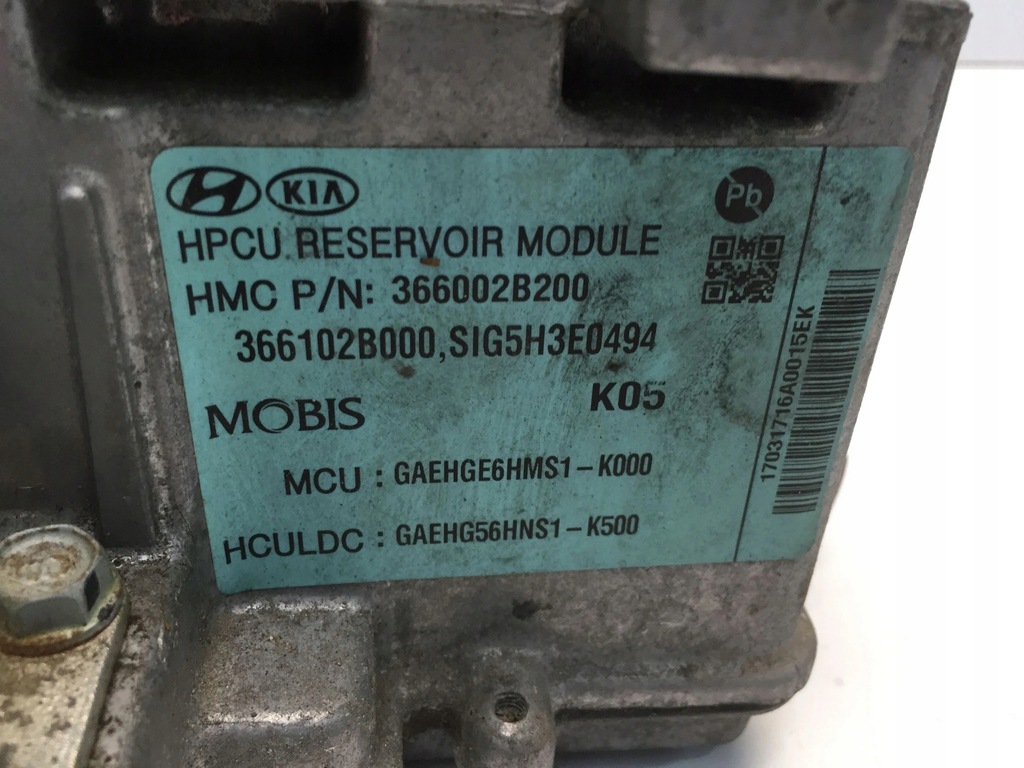 KIA
Pb
HPCU RESERVOIR MODULE
HMC P/N: 366002B200
366102B000,SIG5H3E0494
MOBIS K05
MCU : GAEHGE6HMS1-K000
HCULDC : GAEHG56HNS1-K500
17031716A0015EK